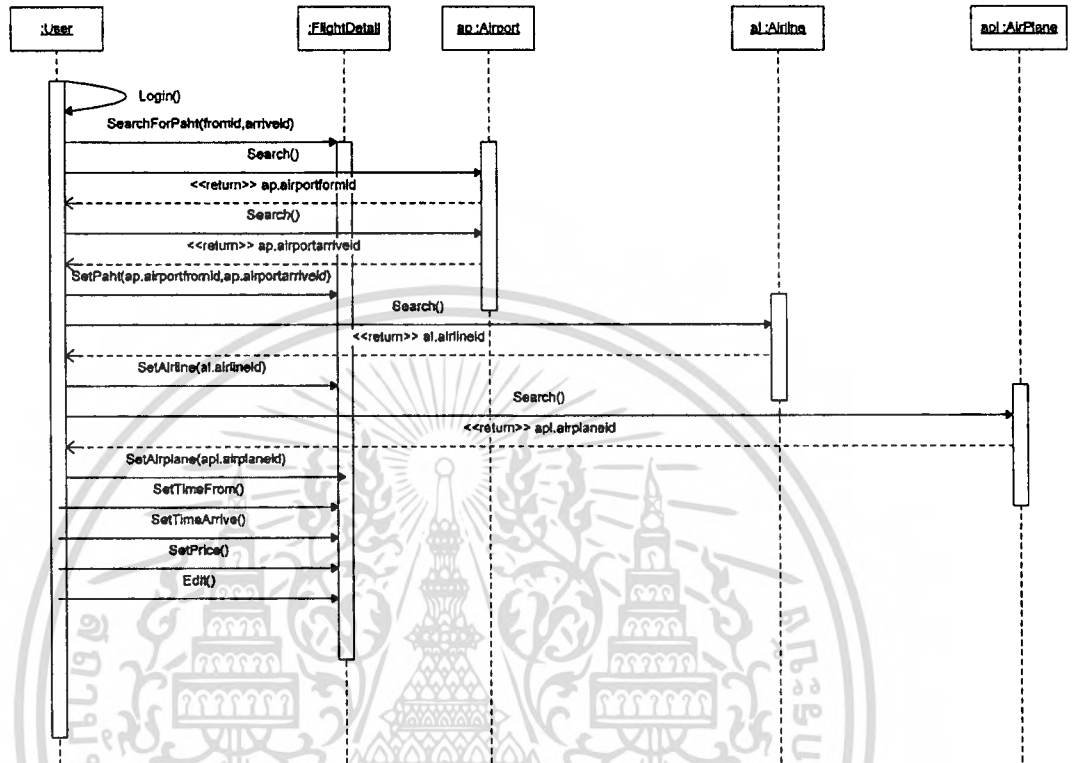 :User
:FlightDetail
ap :Airport
al :Airline
apl :AirPlane
Login()
SearchForPaht(fromid,arriveid)
Search()
<<return>> ap.airportformid
Search()
<<return>> ap.airportarriveid
SetPaht(ap.airportfromid,ap.airportarriveid)
Search()
<<return>> al.airlineid
SetAirline(al.airlineid)
Search()
<<return>> apl.airplaneid
SetAirplane(apl.airplaneid)
SetTimeFrom()
SetTimeArrive()
SetPrice()
Edit()